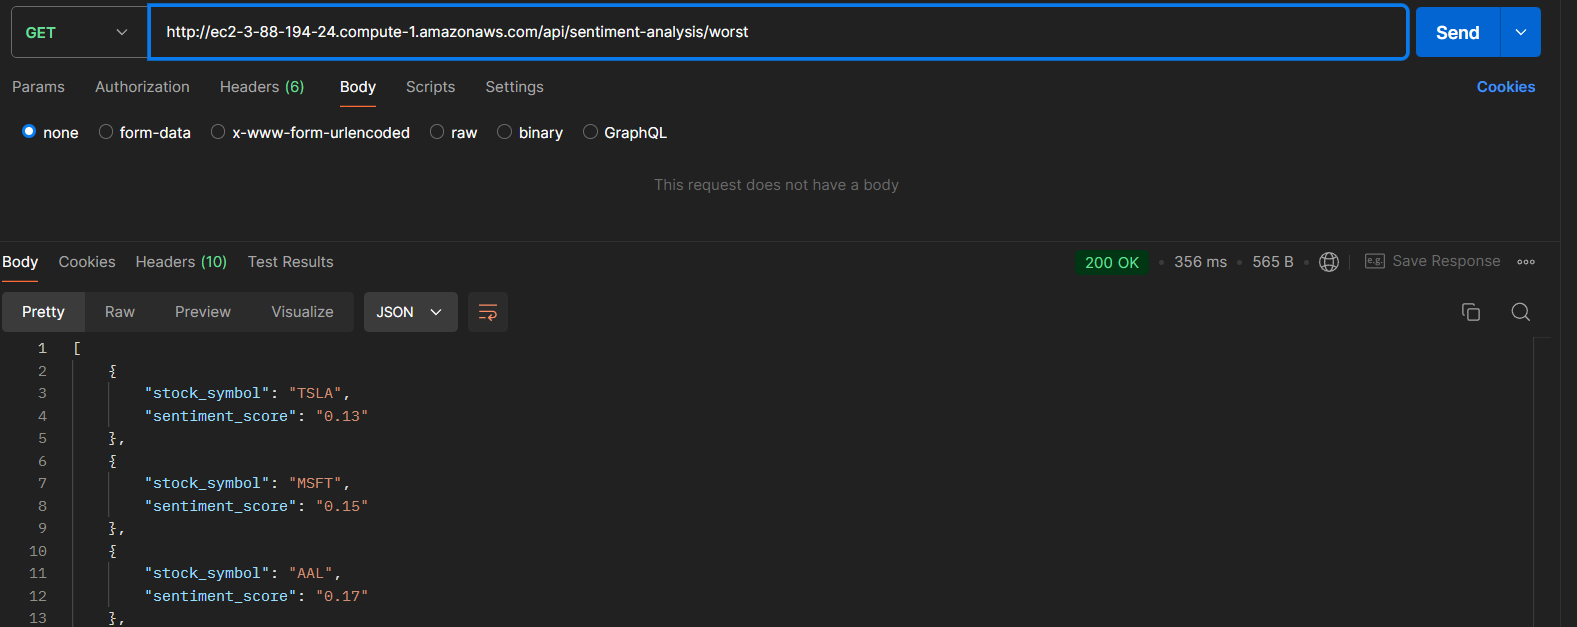 GET http://ec2-3-88-194-24.compute-1.amazonaws.com/api/sentiment-analysis/worst Send
Params Authorization Headers (6) Body Scripts Settings Cookies
none form-data x-www-form-urlencoded raw binary GraphQL
This request does not have a body
Body Cookies Headers (10) Test Results 200 OK • 356 ms • 565 B • e.g. Save Response
Pretty Raw Preview Visualize JSON
1 [
2 {
3 "stock_symbol": "TSLA",
4 "sentiment_score": "0.13"
5 },
6 {
7 "stock_symbol": "MSFT",
8 "sentiment_score": "0.15"
9 },
10 {
11 "stock_symbol": "AAL",
12 "sentiment_score": "0.17"
13 },